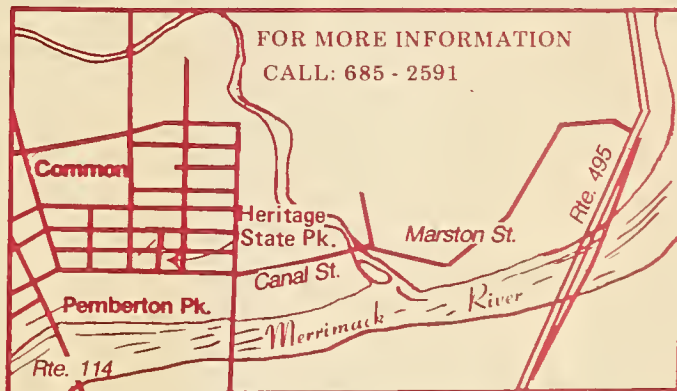 FOR MORE INFORMATION
CALL: 685 - 2591
Common
Rte. 495
Heritage
State Pk.
Marston St.
Canal St.
Pemberton Pk.
Merrimack River
Rte. 114